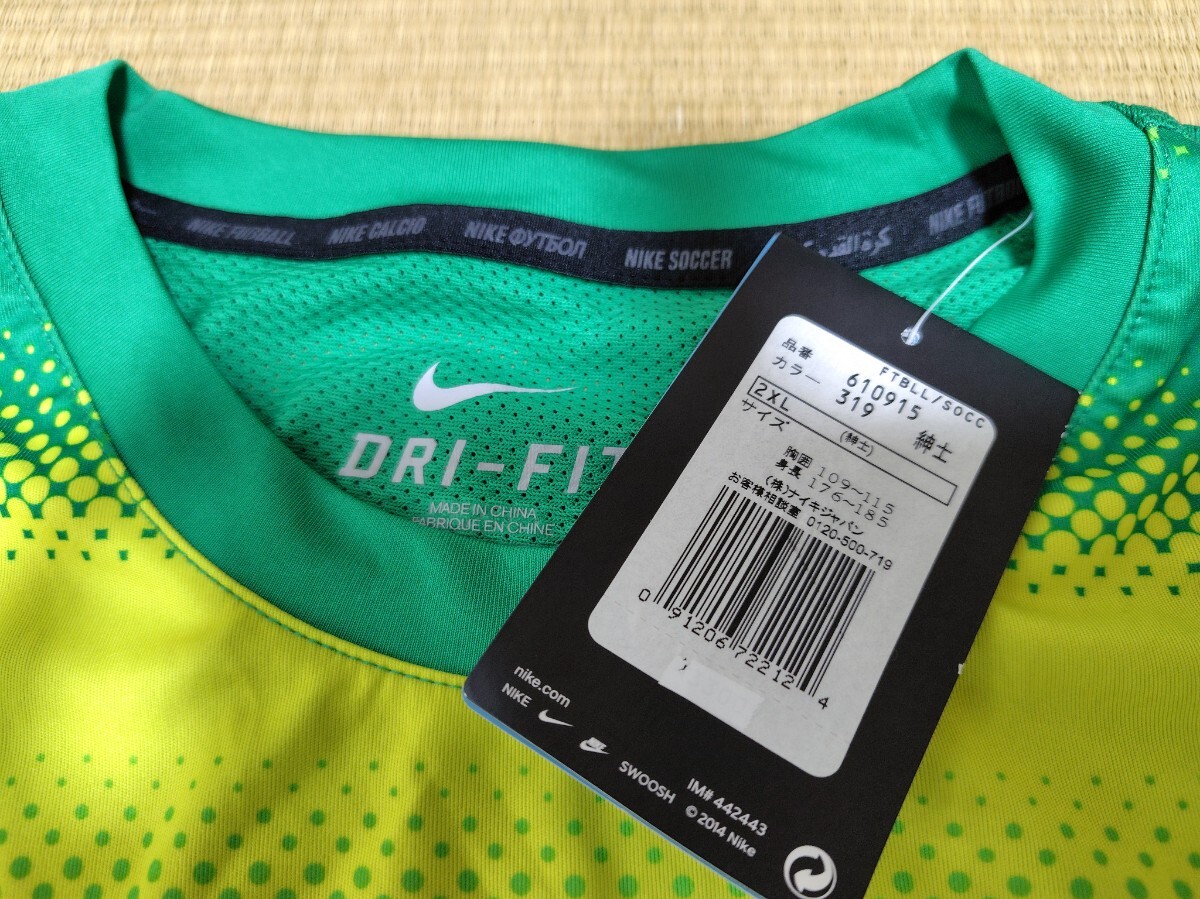 NIKE FOOTBALL NIKE CALCIO NIKE ФУТБОЛ NIKE SOCCER
DRI-FIT
MADE IN CHINA
FABRIQUE EN CHINE
FTBLL/SOCC
品番 610915 紳士
カラー 319
2XL (紳士)
サイズ
胸囲 109~115
身長 176~185
(株)ナイキジャパン
お客様相談室 0120-500-719
0 91206 72212 4
nike.com
NIKE
SWOOSH
IM# 442443
© 2014 Nike